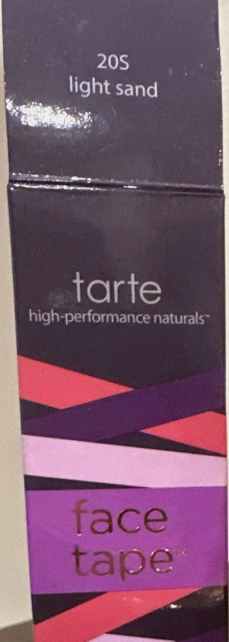 20S
light sand
tarte
high-performance naturals™
face
tape™